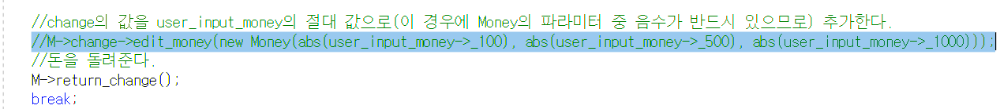 //change의 값을 user_input_money의 절대 값으로(이 경우에 Money의 파라미터 중 음수가 반드시 있으므로) 추가한다.
//M->change->edit_money(new Money(abs(user_input_money->_100), abs(user_input_money->_500), abs(user_input_money->_1000)));
//돈을 돌려준다.
M->return_change();
break;